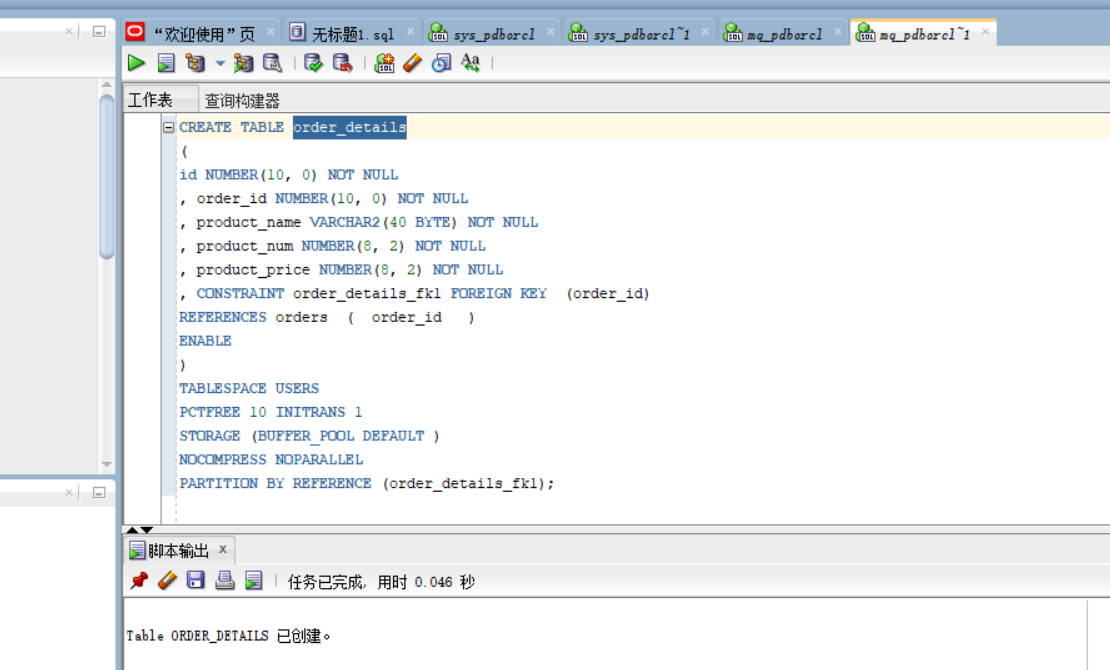 “欢迎使用”页 无标题1.sql sys_pdborcl sys_pdborcl~1 mq_pdborcl mq_pdborcl~1
工作表 查询构建器
CREATE TABLE order_details
(
id NUMBER(10, 0) NOT NULL
, order_id NUMBER(10, 0) NOT NULL
, product_name VARCHAR2(40 BYTE) NOT NULL
, product_num NUMBER(8, 2) NOT NULL
, product_price NUMBER(8, 2) NOT NULL
, CONSTRAINT order_details_fk1 FOREIGN KEY  (order_id)
REFERENCES orders  (  order_id   )
ENABLE
)
TABLESPACE USERS
PCTFREE 10 INITRANS 1
STORAGE (BUFFER_POOL DEFAULT )
NOCOMPRESS NOPARALLEL
PARTITION BY REFERENCE (order_details_fk1);
脚本输出
任务已完成, 用时 0.046 秒
Table ORDER_DETAILS 已创建。